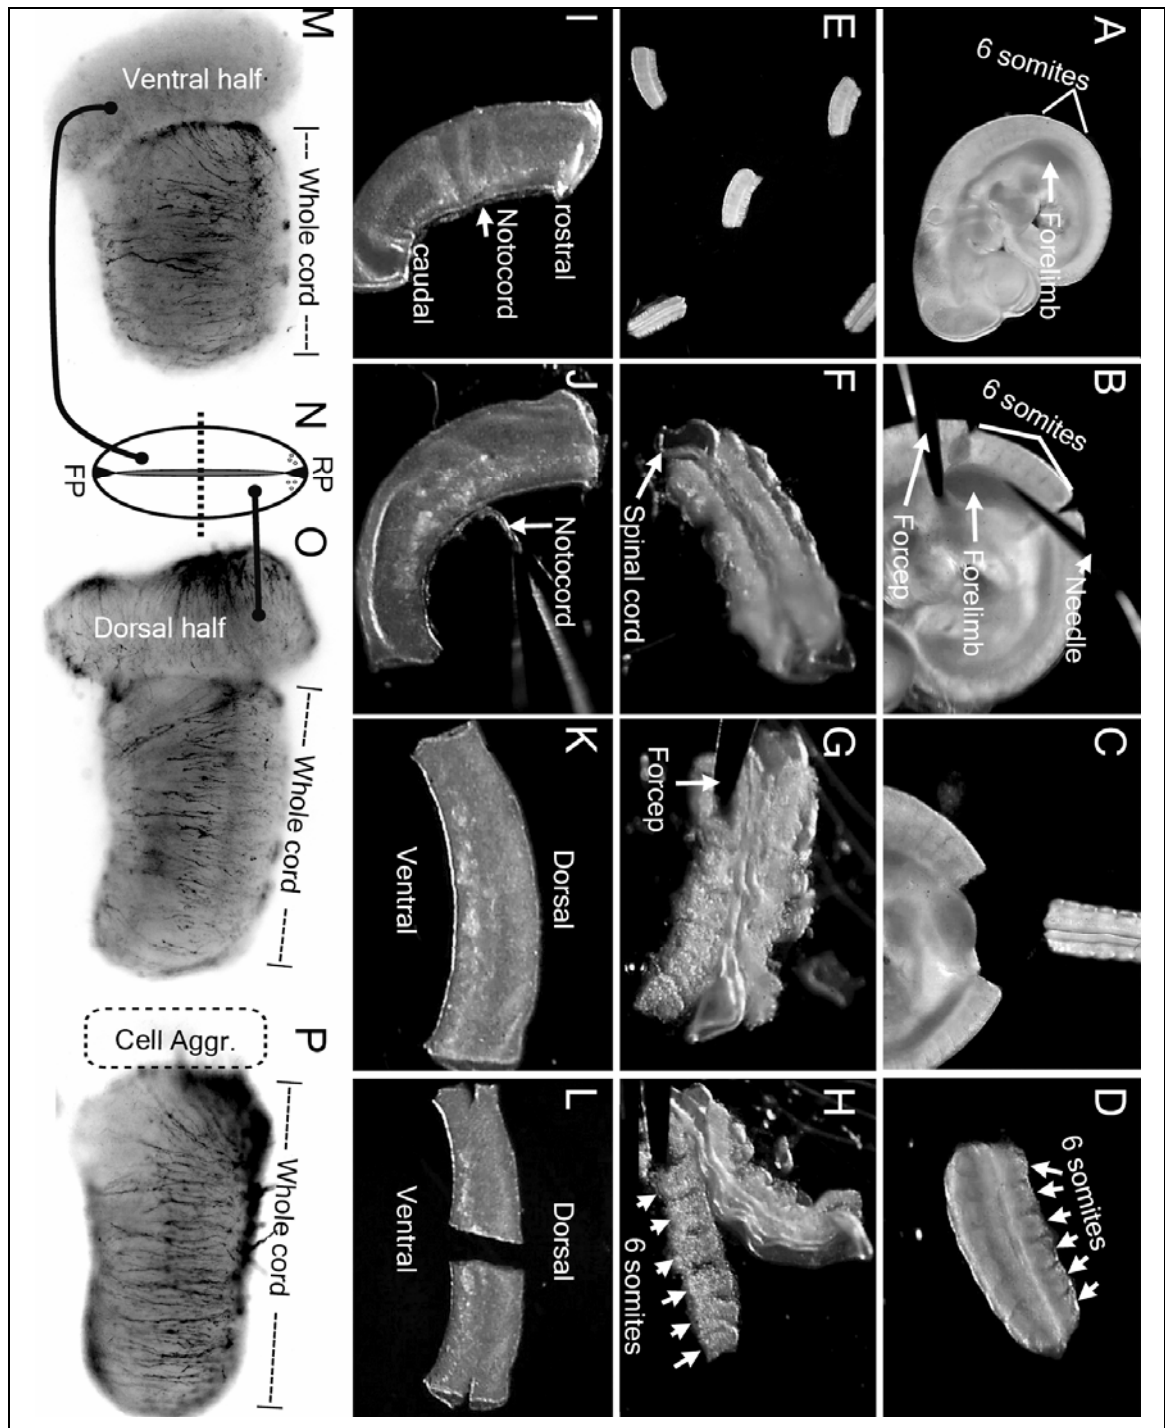 A
6 somites
Forelimb
B
6 somites
Forcep
Forelimb
Needle
C
D
6 somites
E
F
Spinal cord
G
Forcep
H
6 somites
I
rostral
Notocord
caudal
J
Notocord
K
Dorsal
Ventral
L
Dorsal
Ventral
M
Ventral half
Whole cord
N
RP
FP
O
Dorsal half
Whole cord
P
Cell Aggr.
Whole cord